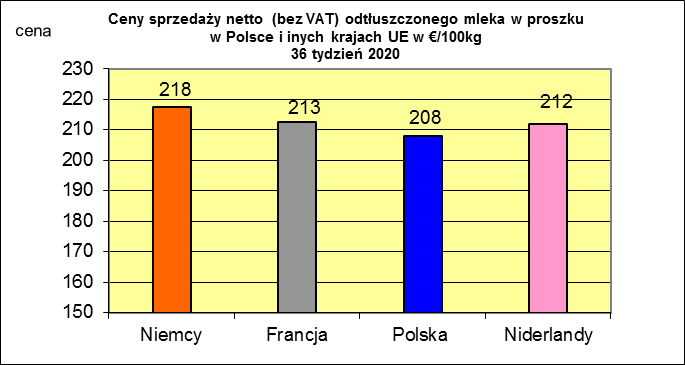 Ceny sprzedaży netto (bez VAT) odtłuszczonego mleka w proszku
w Polsce i inych krajach UE w €/100kg
36 tydzień 2020
cena
230
220
210
200
190
180
170
160
150
218
213
208
212
Niemcy Francja Polska Niderlandy